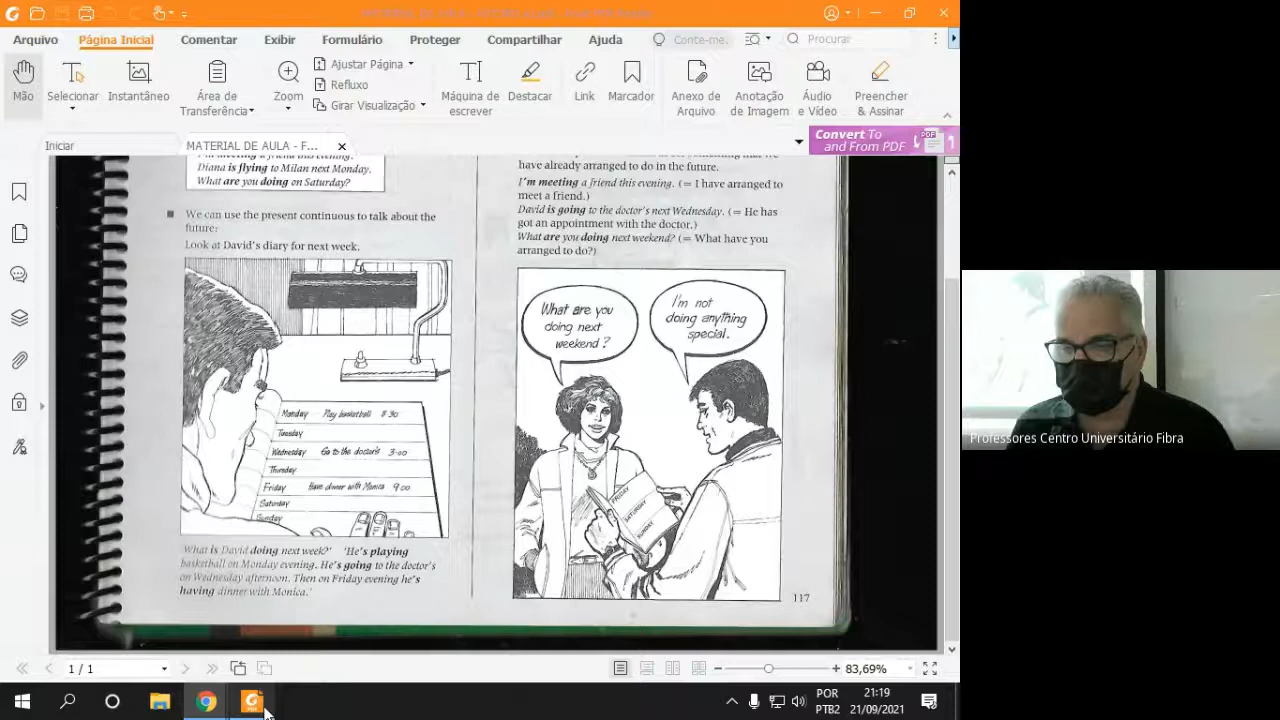 Arquivo Página Inicial Comentar Exibir Formulário Proteger Compartilhar Ajuda Conte-me. Procurar
Mão
Selecionar
Instantâneo
Área de
Transferência
Zoom
Ajustar Página
Refluxo
Girar Visualização
Máquina de
escrever
Destacar
Link
Marcador
Anexo de
Arquivo
Anotação
de Imagem
Áudio
e Vídeo
Preencher
& Assinar
Iniciar
MATERIAL DE AULA - F...
Convert To
and From PDF
PDF
I'm meeting a friend this evening.
Diana is flying to Milan next Monday.
What are you doing on Saturday?
We can use the present continuous to talk about the
future:
Look at David's diary for next week.
Monday Play basketball 8.30
Tuesday
Wednesday Go to the doctor's 3.00
Thursday
Friday Have dinner with Monica 9.00
Saturday
Sunday
'What is David doing next week?' 'He's playing
basketball on Monday evening. He's going to the doctor's
on Wednesday afternoon. Then on Friday evening he's
having dinner with Monica.'
have already arranged to do in the future.
I'm meeting a friend this evening. (= I have arranged to
meet a friend.)
David is going to the doctor's next Wednesday. (= He has
got an appointment with the doctor.)
What are you doing next weekend? (= What have you
arranged to do?)
What are you
doing next
weekend?
I'm not
doing anything
special.
FRIDAY
SATURDAY
117
Professores Centro Universitário Fibra
1 / 1
83,69%
POR
PTB2
21:19
21/09/2021